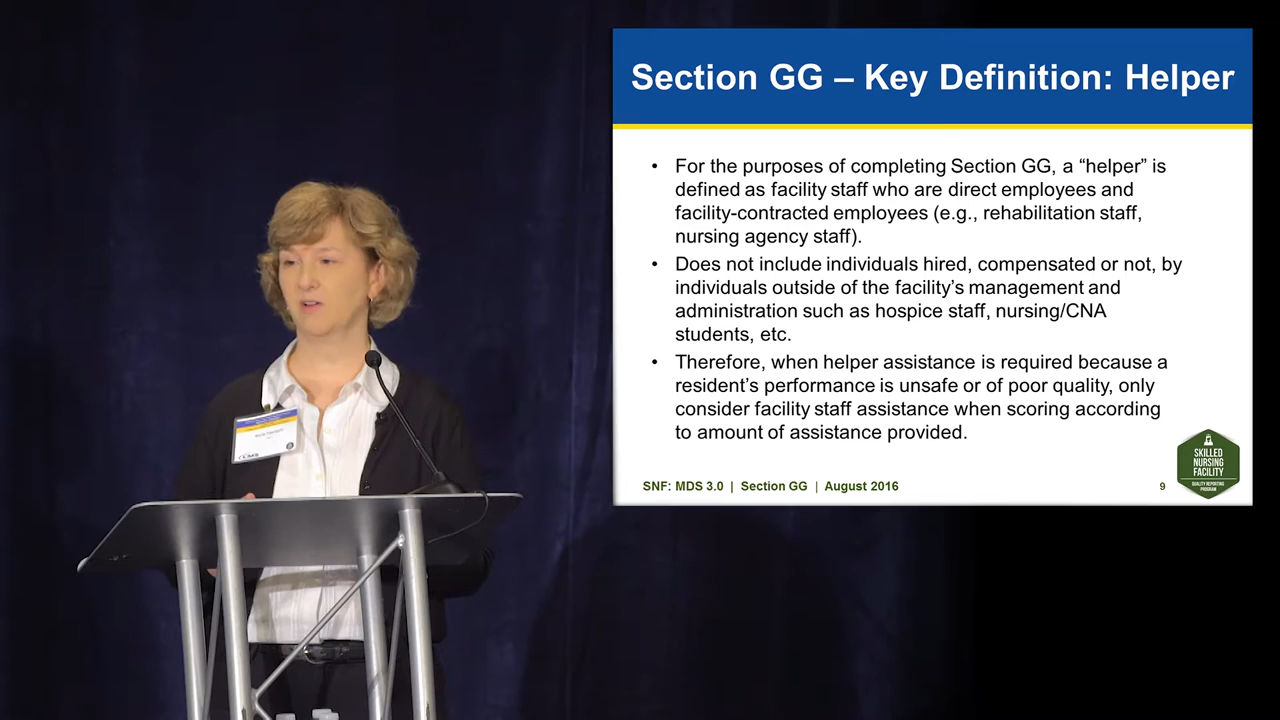 Section GG – Key Definition: Helper
• For the purposes of completing Section GG, a “helper” is
defined as facility staff who are direct employees and
facility-contracted employees (e.g., rehabilitation staff,
nursing agency staff).
• Does not include individuals hired, compensated or not, by
individuals outside of the facility’s management and
administration such as hospice staff, nursing/CNA
students, etc.
• Therefore, when helper assistance is required because a
resident’s performance is unsafe or of poor quality, only
consider facility staff assistance when scoring according
to amount of assistance provided.
SNF: MDS 3.0 | Section GG | August 2016
9
SKILLED
NURSING
FACILITY
QUALITY REPORTING
PROGRAM
CMS